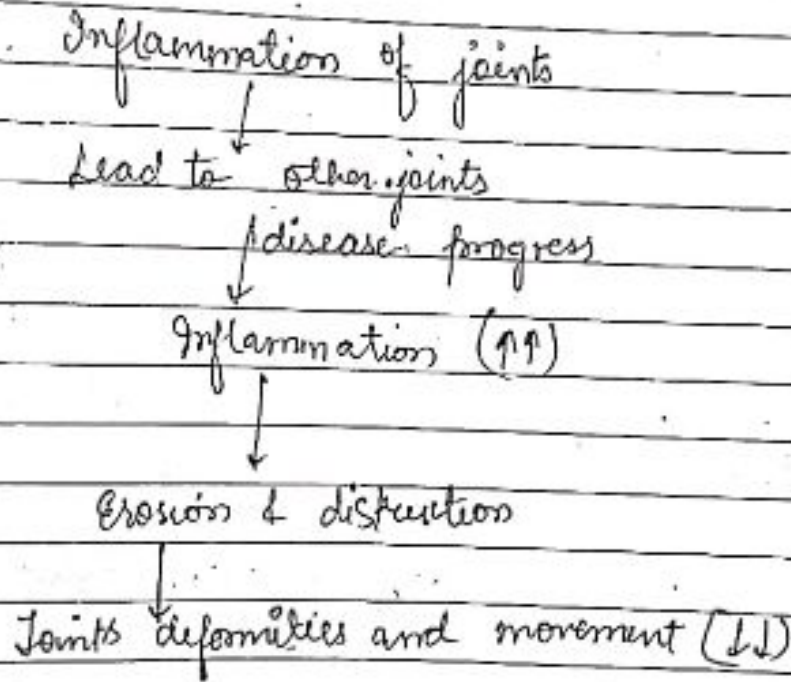 Inflammation of joints
↓
Lead to other joints
↓ disease progress
Inflammation (↑↑)
↓
Erosion & distruction
↓
Joints deformities and movement (↓↓)